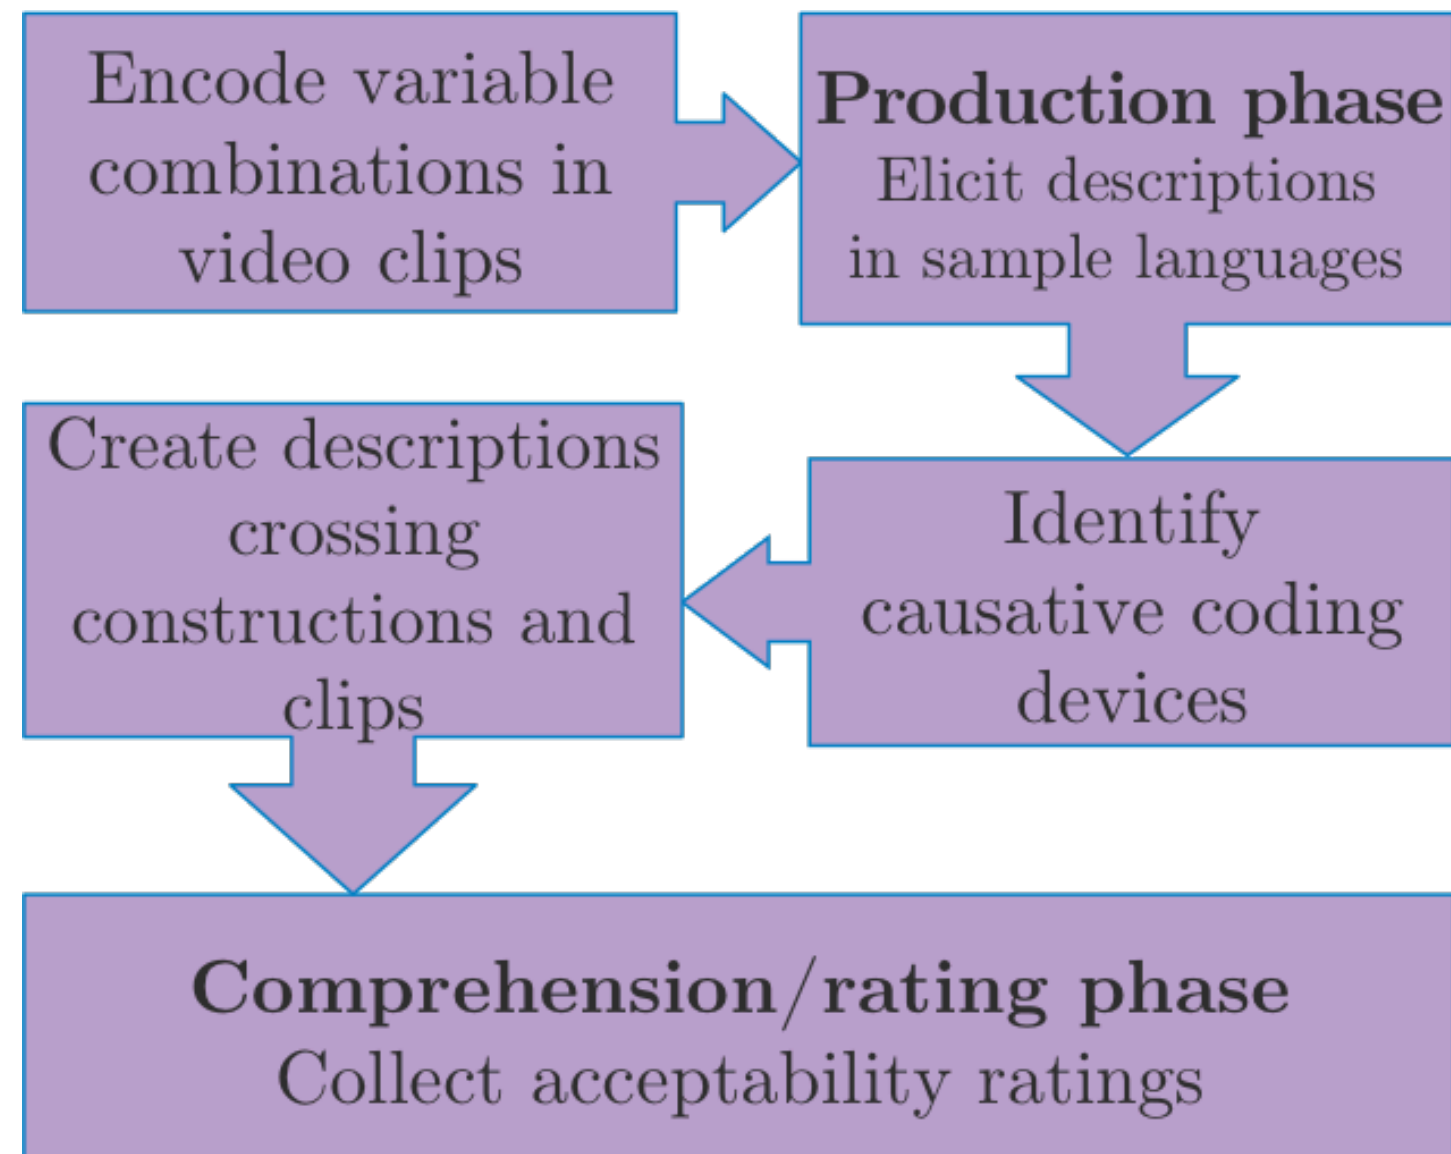 Encode variable
combinations in
video clips
Production phase
Elicit descriptions
in sample languages
Identify
causative coding
devices
Create descriptions
crossing
constructions and
clips
Comprehension/rating phase
Collect acceptability ratings